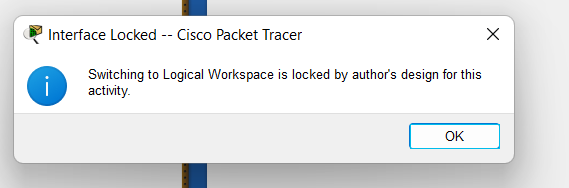 Interface Locked -- Cisco Packet Tracer
Switching to Logical Workspace is locked by author's design for this
activity.
OK